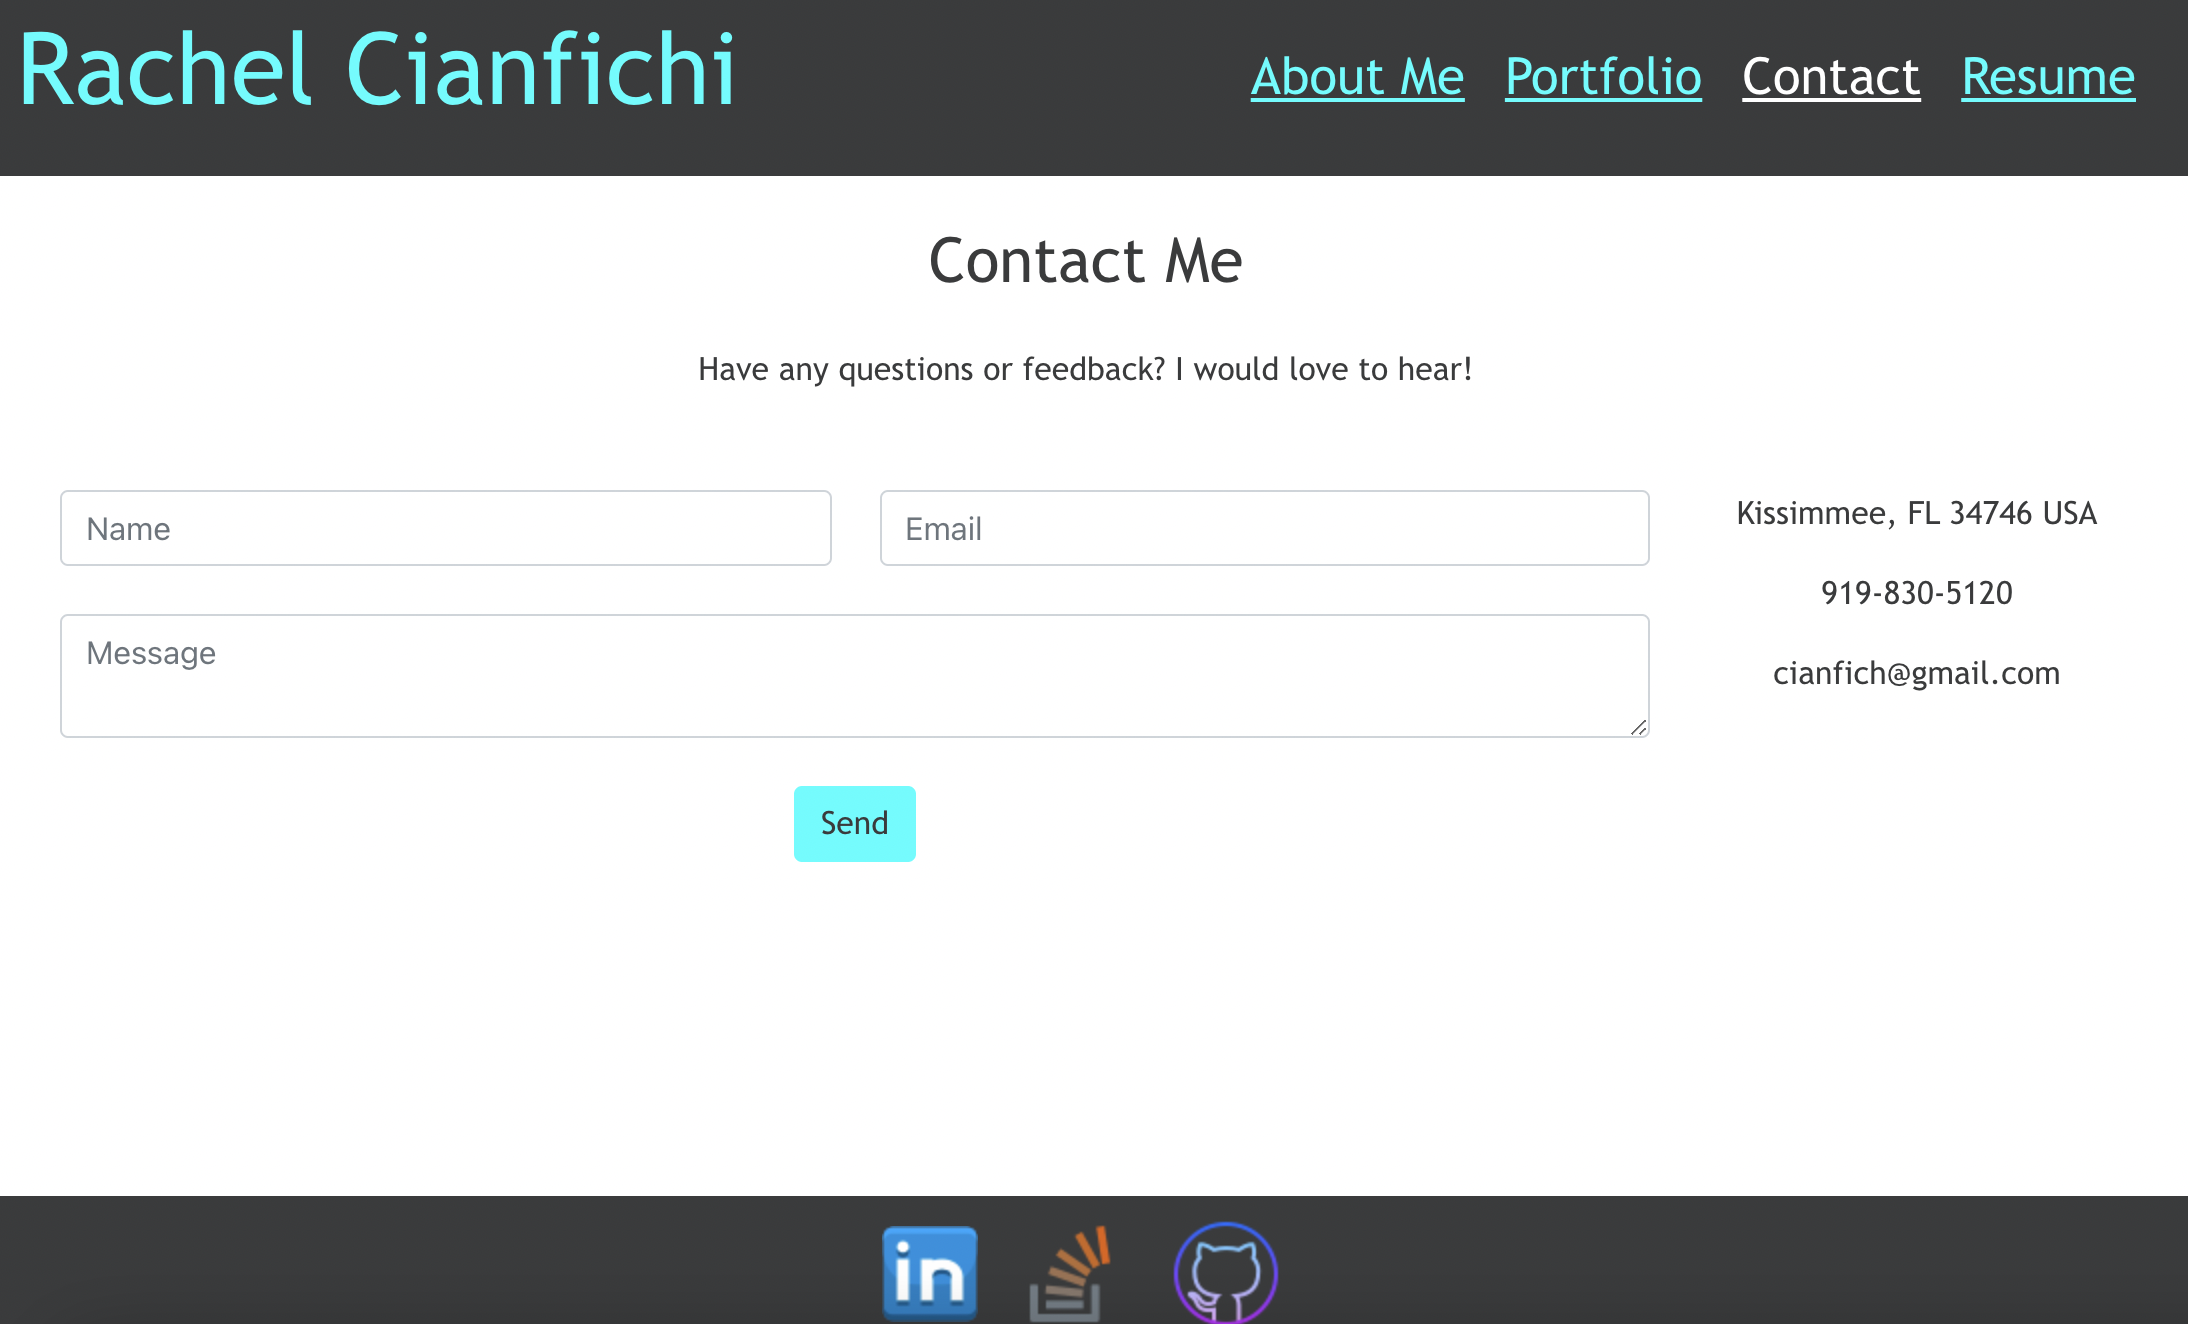 Rachel Cianfichi
About Me Portfolio Contact Resume
Contact Me
Have any questions or feedback? I would love to hear!
Name
Email
Message
Send
Kissimmee, FL 34746 USA
919-830-5120
cianfich@gmail.com
in